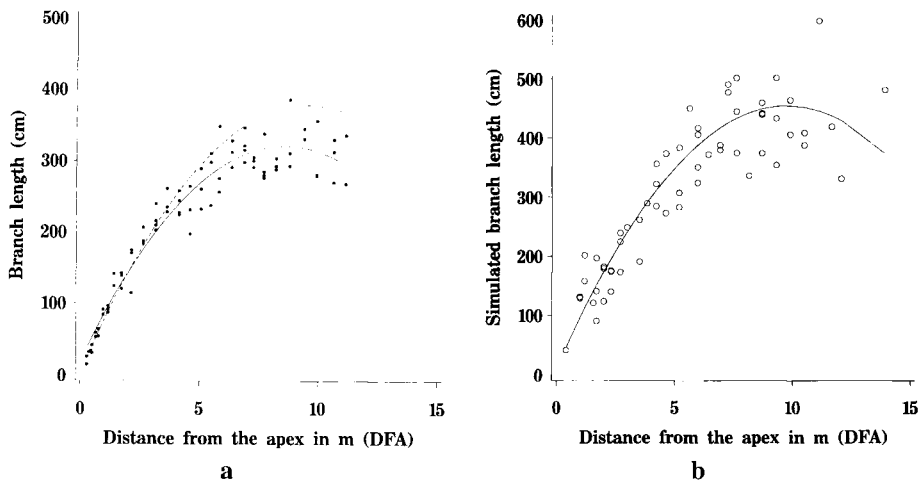 500
400
300
200
100
0
Branch length (cm)
0 5 10 15
Distance from the apex in m (DFA)
a
600
500
400
300
200
100
0
Simulated branch length (cm)
0 5 10 15
Distance from the apex in m (DFA)
b